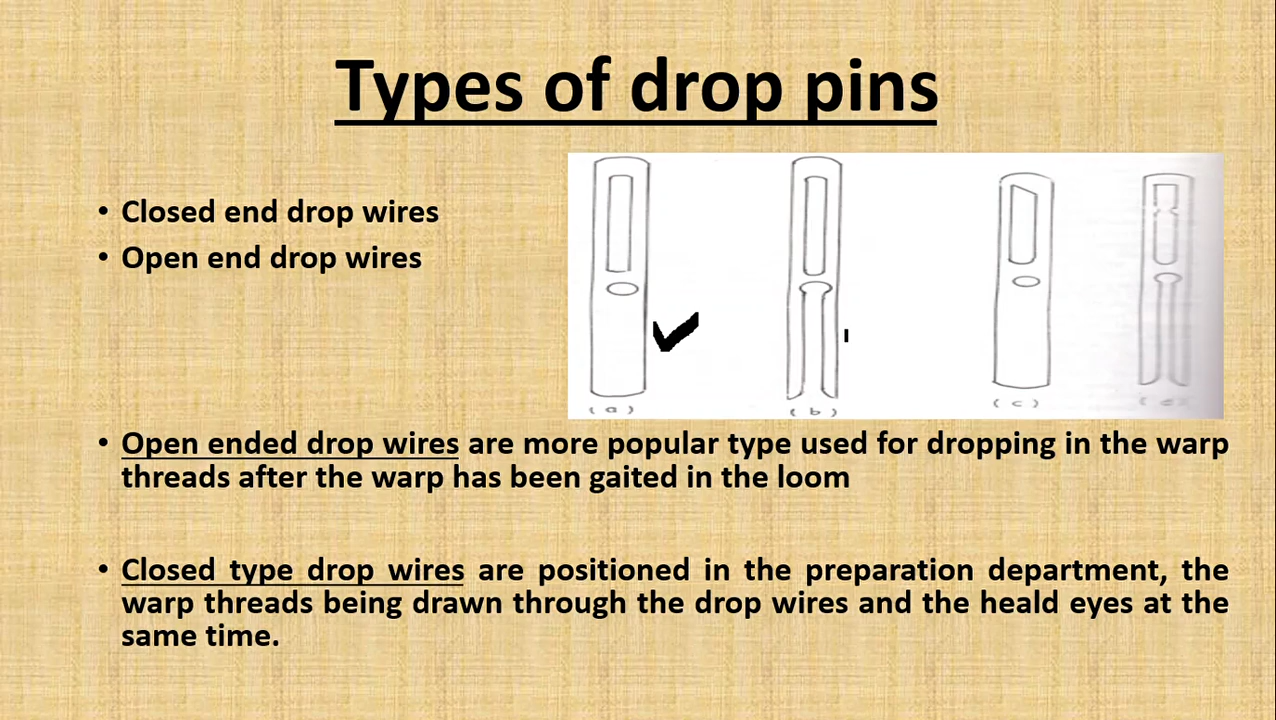 Types of drop pins
• Closed end drop wires
• Open end drop wires
(a) (b) (c) (d)
• Open ended drop wires are more popular type used for dropping in the warp
threads after the warp has been gaited in the loom
• Closed type drop wires are positioned in the preparation department, the
warp threads being drawn through the drop wires and the heald eyes at the
same time.